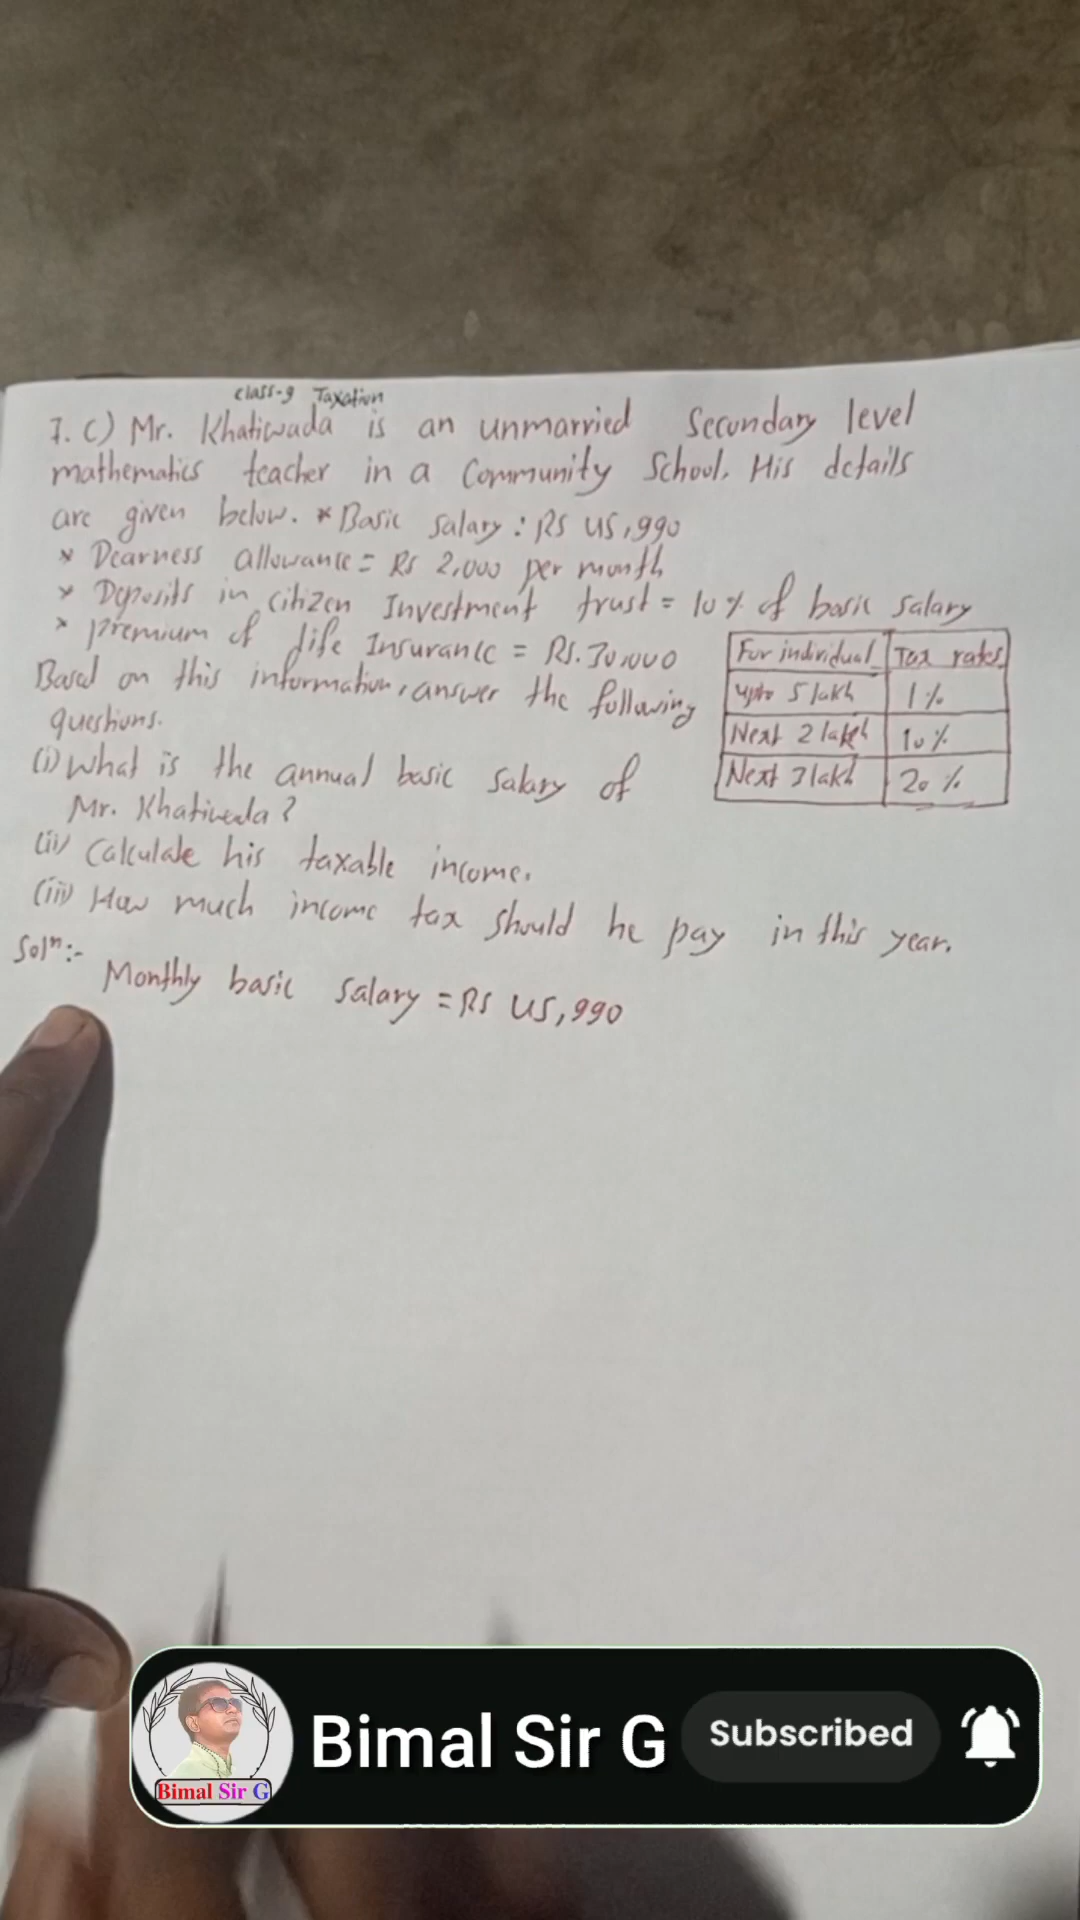 class-9 Taxation
7. C) Mr. Khatiwada is an unmarried Secondary level
mathematics teacher in a Community School. His details
are given below. * Basic salary : Rs 45,990
* Dearness allowance = Rs 2,000 per month
* Deposits in Citizen Investment trust = 10% of basic salary
* premium of life Insurance = Rs. 30,000
Based on this information, answer the following
questions.
For individual Tax rates
upto 5 lakh 1%
Next 2 lakh 10%
Next 3 lakh 20%
(i) What is the annual basic salary of
Mr. Khatiwada?
(ii) Calculate his taxable income.
(iii) How much income tax should he pay in this year.
Solⁿ:-
Monthly basic salary = Rs 45,990
Bimal Sir G
Bimal Sir G Subscribed